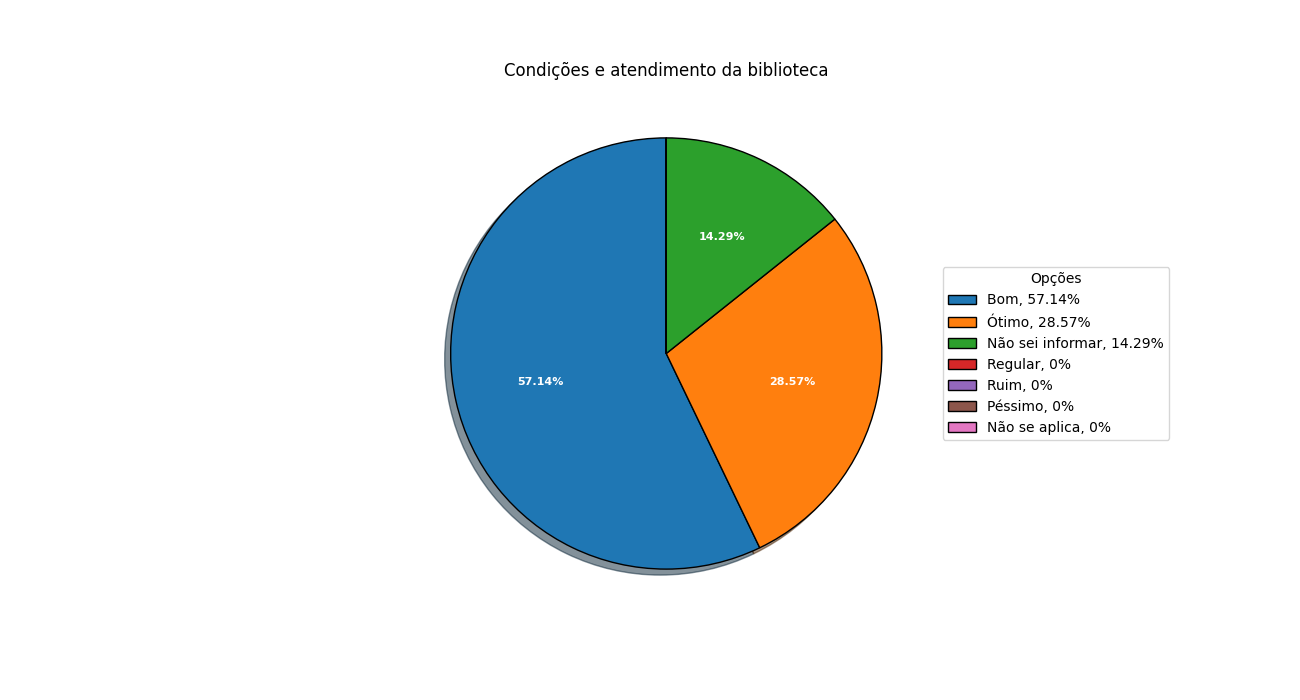 Condições e atendimento da biblioteca
14.29%
57.14%
28.57%
Opções
Bom, 57.14%
Ótimo, 28.57%
Não sei informar, 14.29%
Regular, 0%
Ruim, 0%
Péssimo, 0%
Não se aplica, 0%